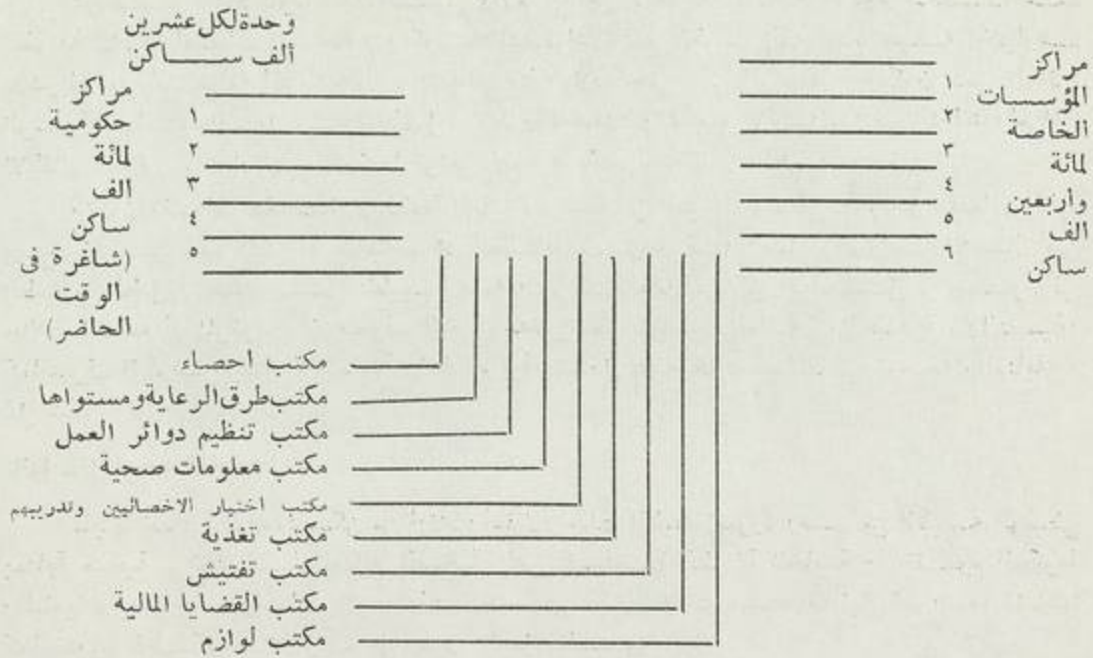 مراكز
المؤسسات
الخاصة
لمائة
واربعين
الف
ساكن
١
٢
٣
٤
٥
٦
وحدة لكل عشرين
ألف ســـاكن
مراكز
حكومية
لمائة
الف
ساكن
(شاغرة فى
الوقت
الحاضر)
١
٢
٣
٤
٥
مكتب احصاء
مكتب طرق الرعاية ومستواها
مكتب تنظيم دوائر العمل
مكتب معلومات صحية
مكتب اختيار الاخصائيين وتدريبهم
مكتب تغذية
مكتب تفتيش
مكتب القضايا المالية
مكتب لوازم